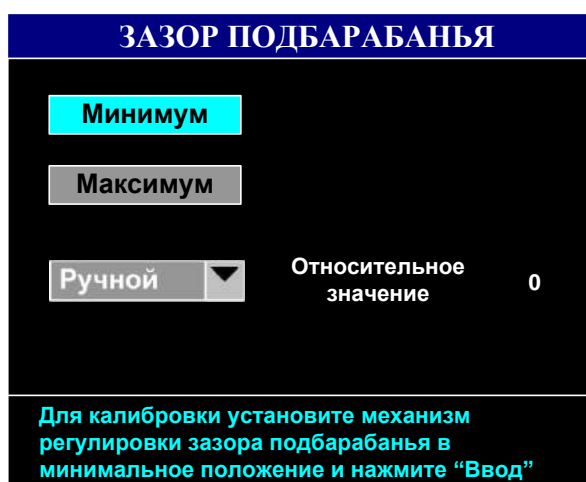 ЗАЗОР ПОДБАРАБАНЬЯ
Минимум
Максимум
Ручной
Относительное
значение
0
Для калибровки установите механизм
регулировки зазора подбарабанья в
минимальное положение и нажмите “Ввод”